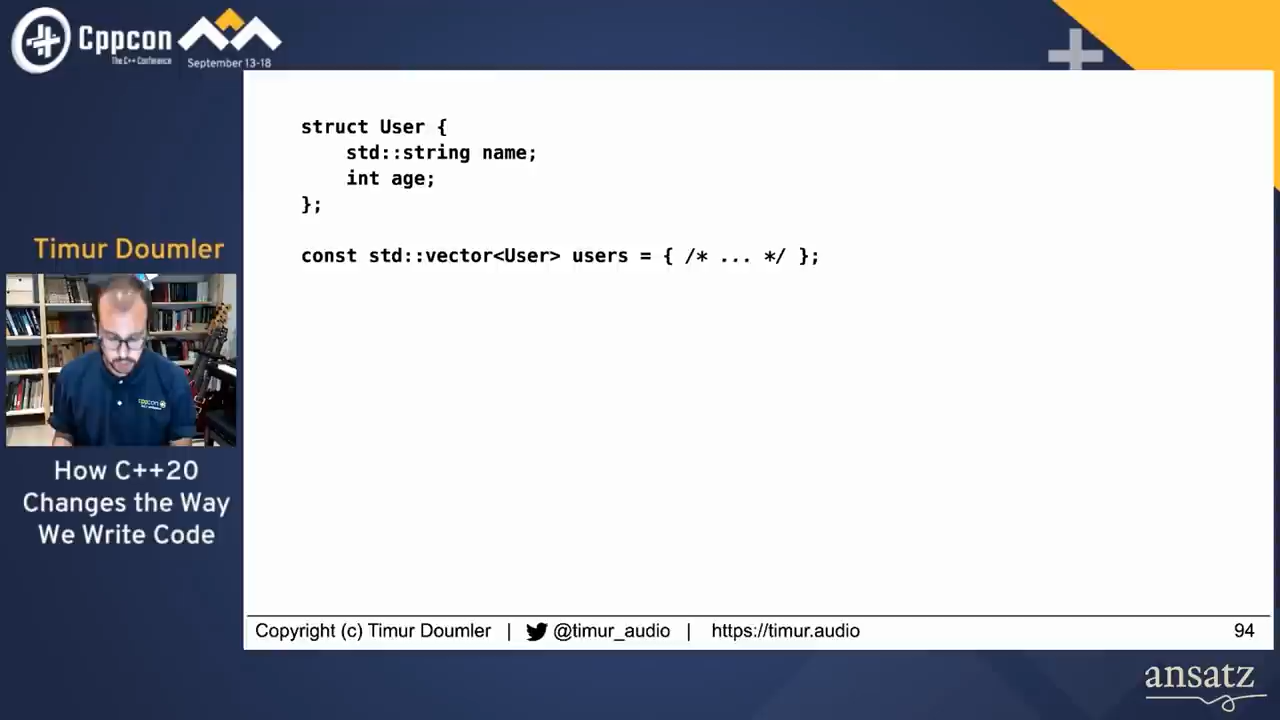 Cppcon
The C++ Conference
September 13-18
struct User {
    std::string name;
    int age;
};
const std::vector<User> users = { /* ... */ };
Timur Doumler
How C++20
Changes the Way
We Write Code
Copyright (c) Timur Doumler | @timur_audio | https://timur.audio
94
ansatz